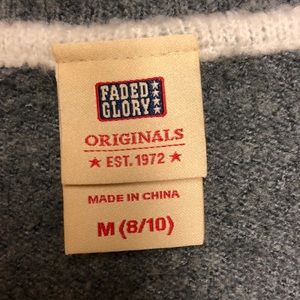 FADED
GLORY
ORIGINALS
★ EST. 1972 ★
MADE IN CHINA
M (8/10)